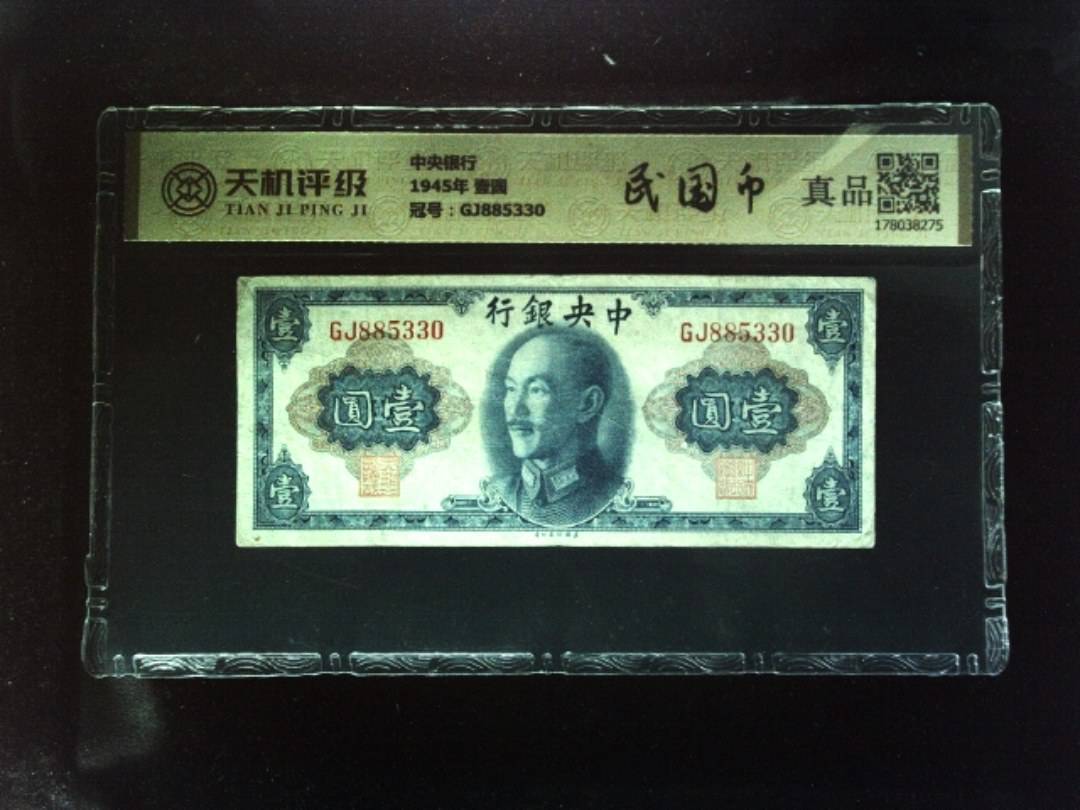 天机评级
TIAN JI PING JI
中央银行
1945年 壹圆
冠号：GJ885330
民国币
真品
178038275
行銀央中
壹
壹
GJ885330
GJ885330
圓壹
圓壹
壹
壹